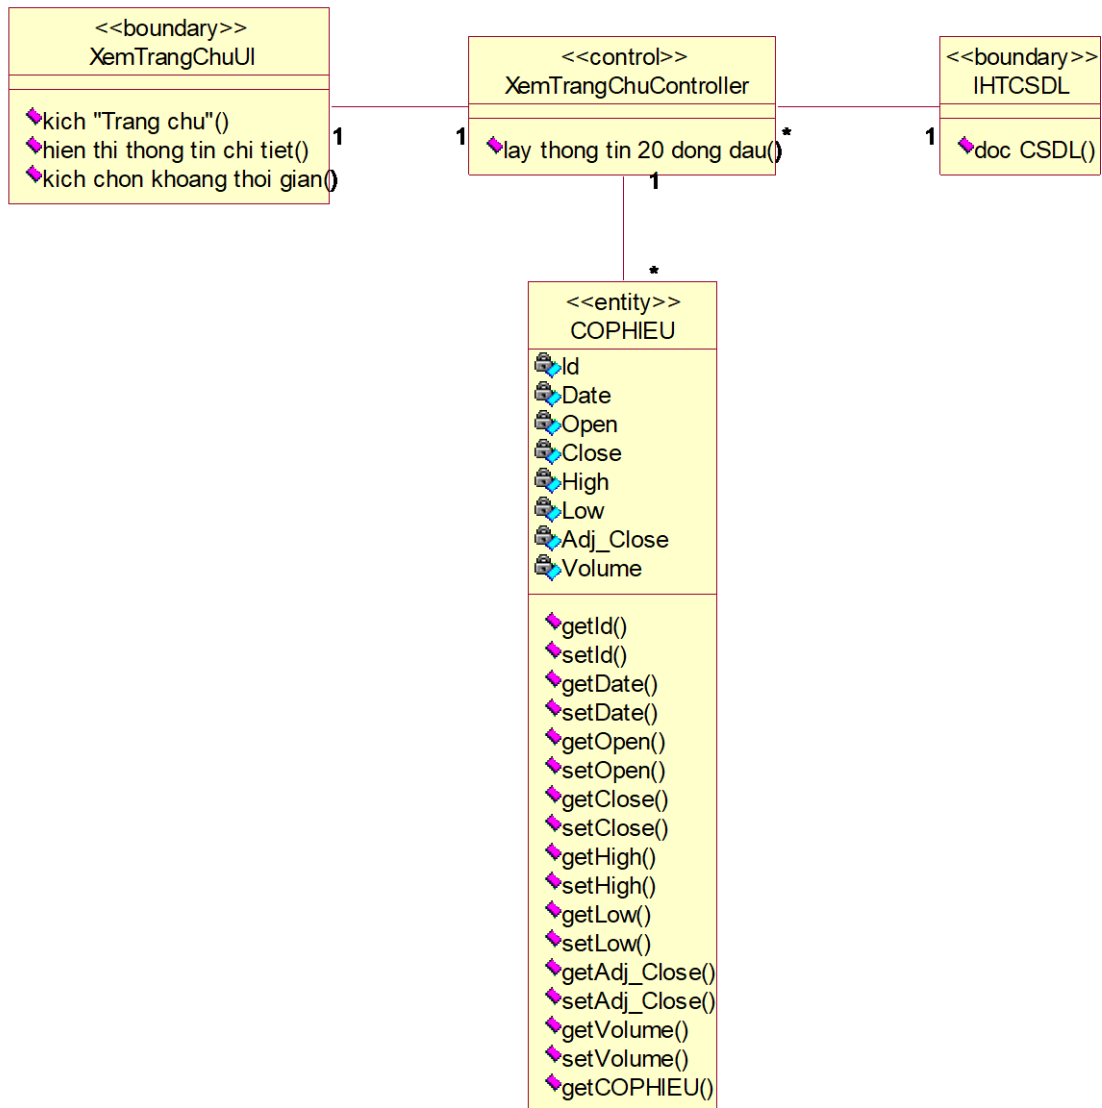 <<boundary>>
XemTrangChuUI
kich "Trang chu"()
hien thi thong tin chi tiet()
kich chon khoang thoi gian()
1
1
<<control>>
XemTrangChuController
lay thong tin 20 dong dau()
*
1
<<boundary>>
IHTCSDL
doc CSDL()
1
*
<<entity>>
COPHIEU
Id
Date
Open
Close
High
Low
Adj_Close
Volume
getId()
setId()
getDate()
setDate()
getOpen()
setOpen()
getClose()
setClose()
getHigh()
setHigh()
getLow()
setLow()
getAdj_Close()
setAdj_Close()
getVolume()
setVolume()
getCOPHIEU()